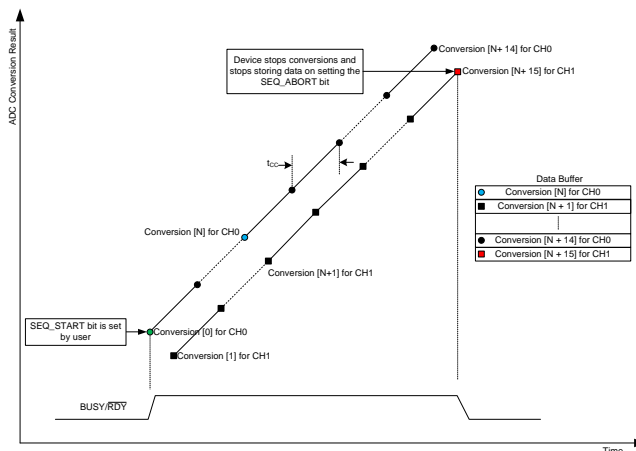 ADC Conversion Result
Device stops conversions and
stops storing data on setting the
SEQ_ABORT bit
Conversion [N+ 14] for CH0
Conversion [N+ 15] for CH1
tCC
Data Buffer
Conversion [N] for CH0
Conversion [N + 1] for CH1
Conversion [N + 14] for CH0
Conversion [N + 15] for CH1
Conversion [N] for CH0
Conversion [N+1] for CH1
SEQ_START bit is set
by user
Conversion [0] for CH0
Conversion [1] for CH1
BUSY/RDY
Time